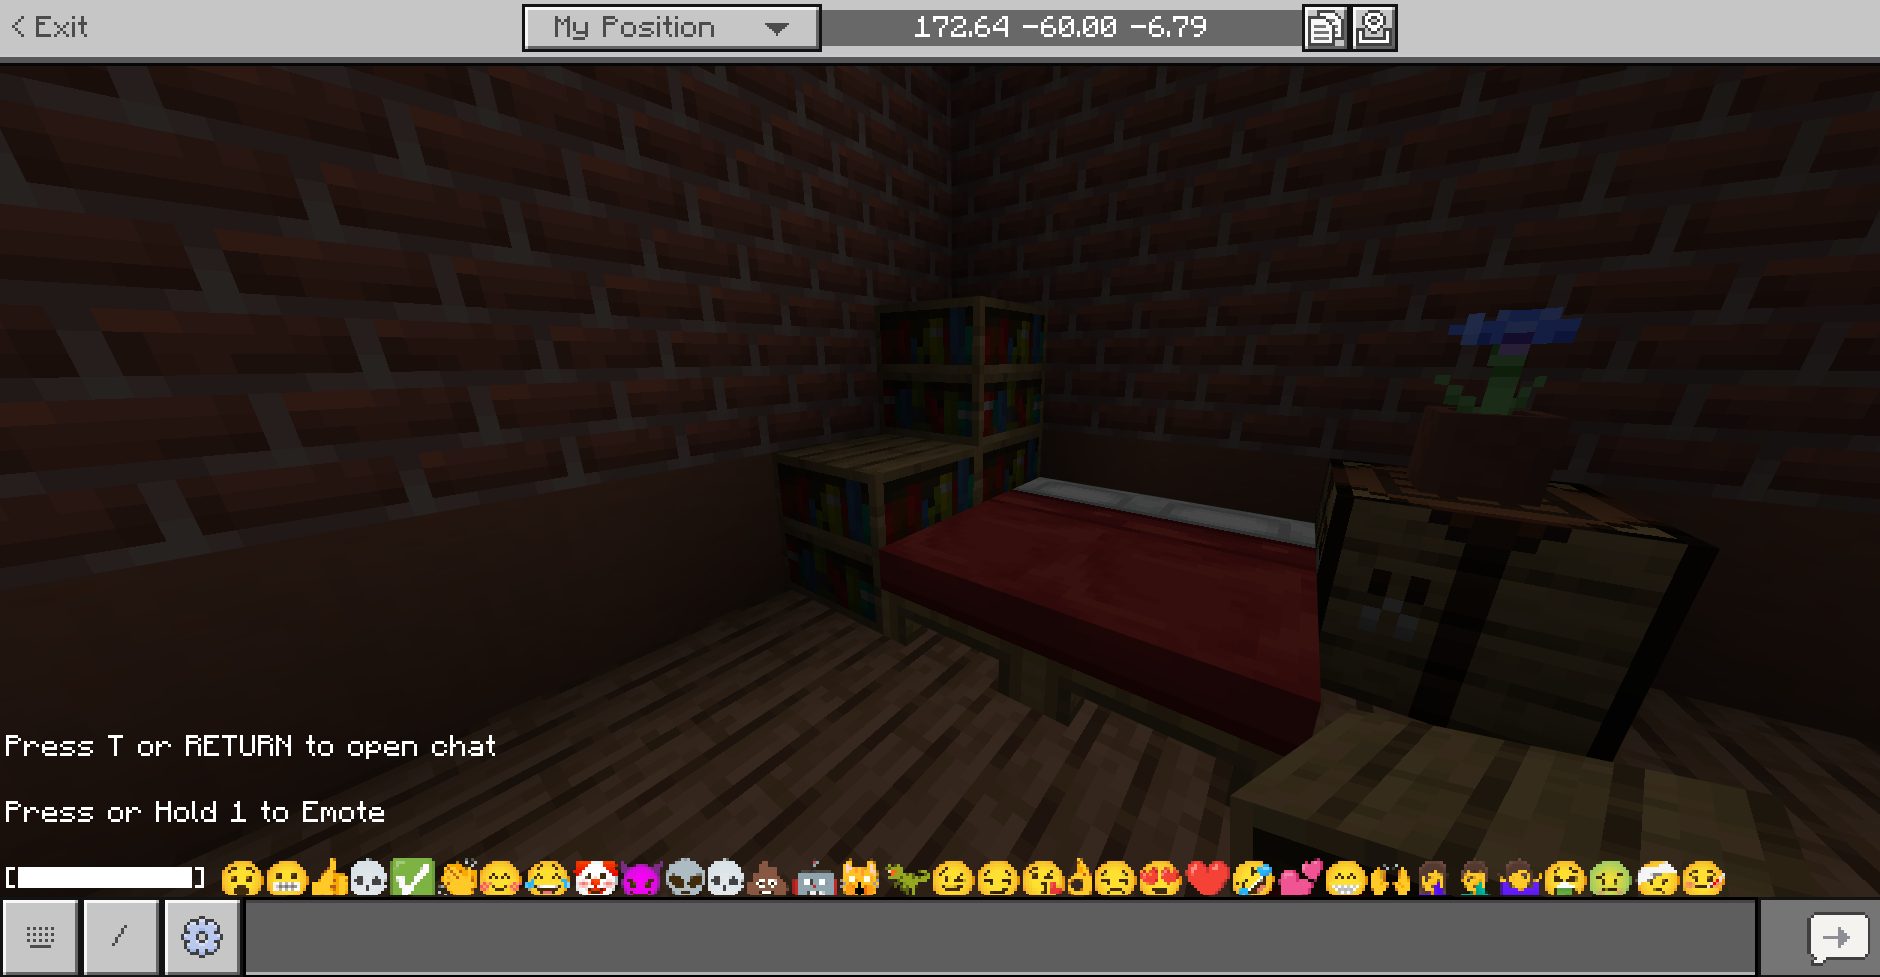 < Exit
My Position
172.64 -60.00 -6.79
Press T or RETURN to open chat
Press or Hold 1 to Emote
[] 😢😬👍💀✅👏😊😂🤡😈👽💀💩🤖🙀🦖😏😏😘👌☹️😍❤️🤣💕😁🙌🤦‍♀️🤦‍♂️🤷‍♀️🤮🤢🤕🤒
/